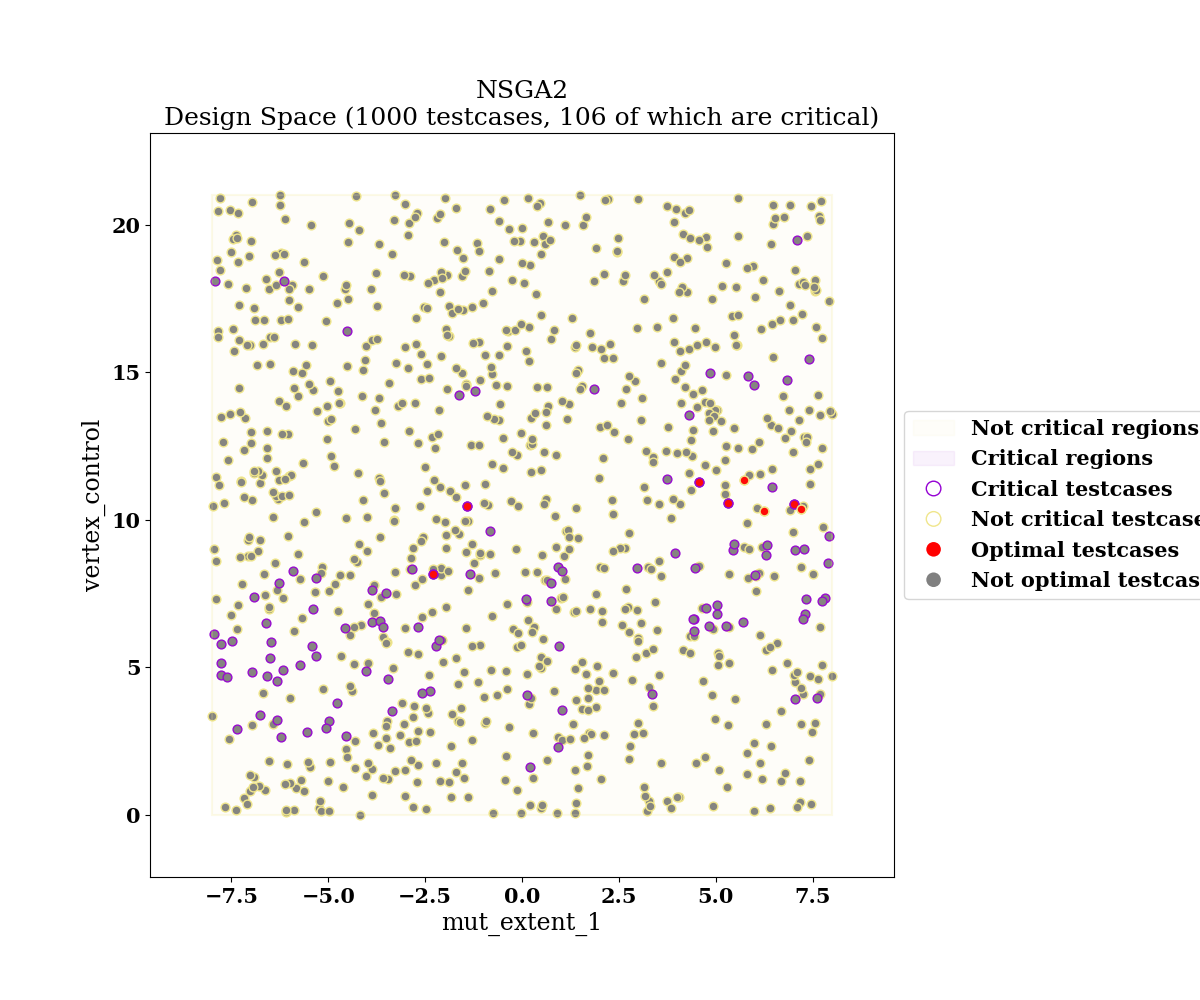 NSGA2
Design Space (1000 testcases, 106 of which are critical)
20
15
10
5
0
vertex_control
−7.5 −5.0 −2.5 0.0 2.5 5.0 7.5
mut_extent_1
Not critical regions
Critical regions
Critical testcases
Not critical testcase
Optimal testcases
Not optimal testcas